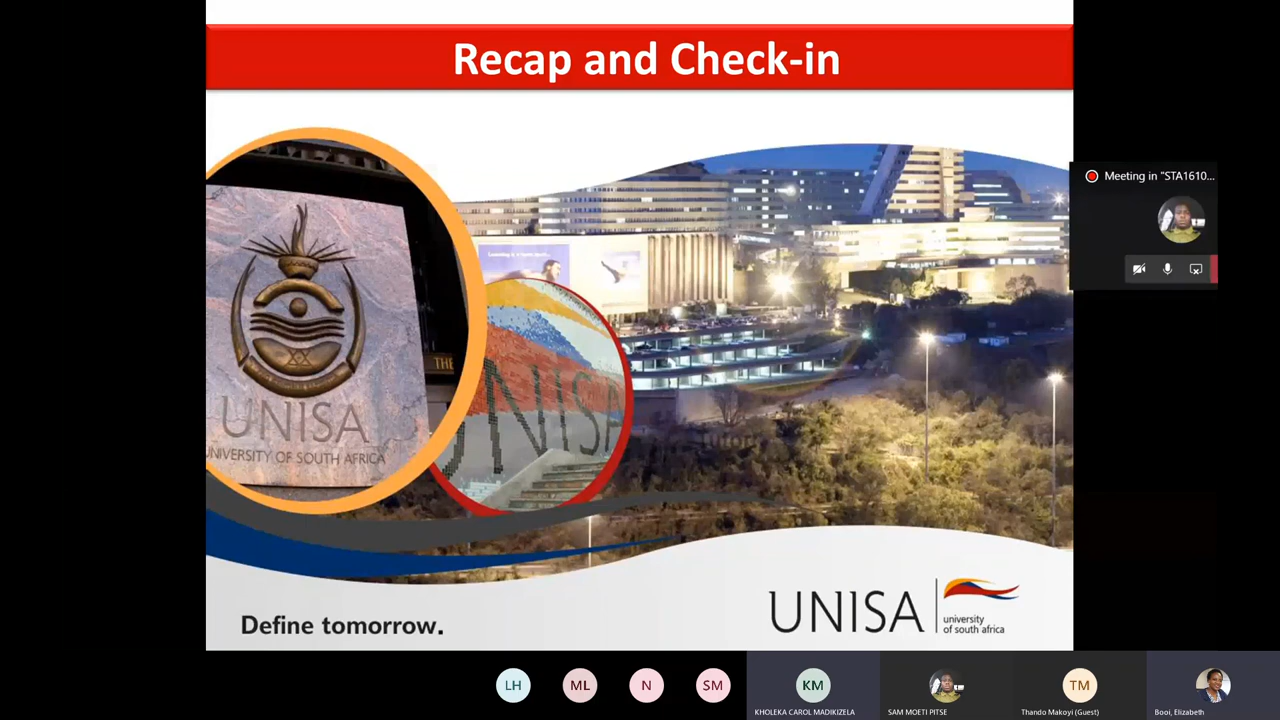 Recap and Check-in
Meeting in "STA1610...
THE
UNISA
UNIVERSITY OF SOUTH AFRICA
UNISA
Define tomorrow.
UNISA
university
of south africa
LH
ML
N
SM
KM
TM
KHOLEKA CAROL MADIKIZELA
SAM MOETI PITSE
Thando Makoyi (Guest)
Booi, Elizabeth